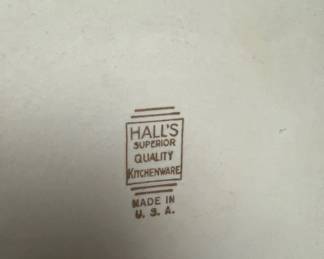 HALL'S
SUPERIOR
QUALITY
KITCHENWARE
MADE IN
U. S. A.